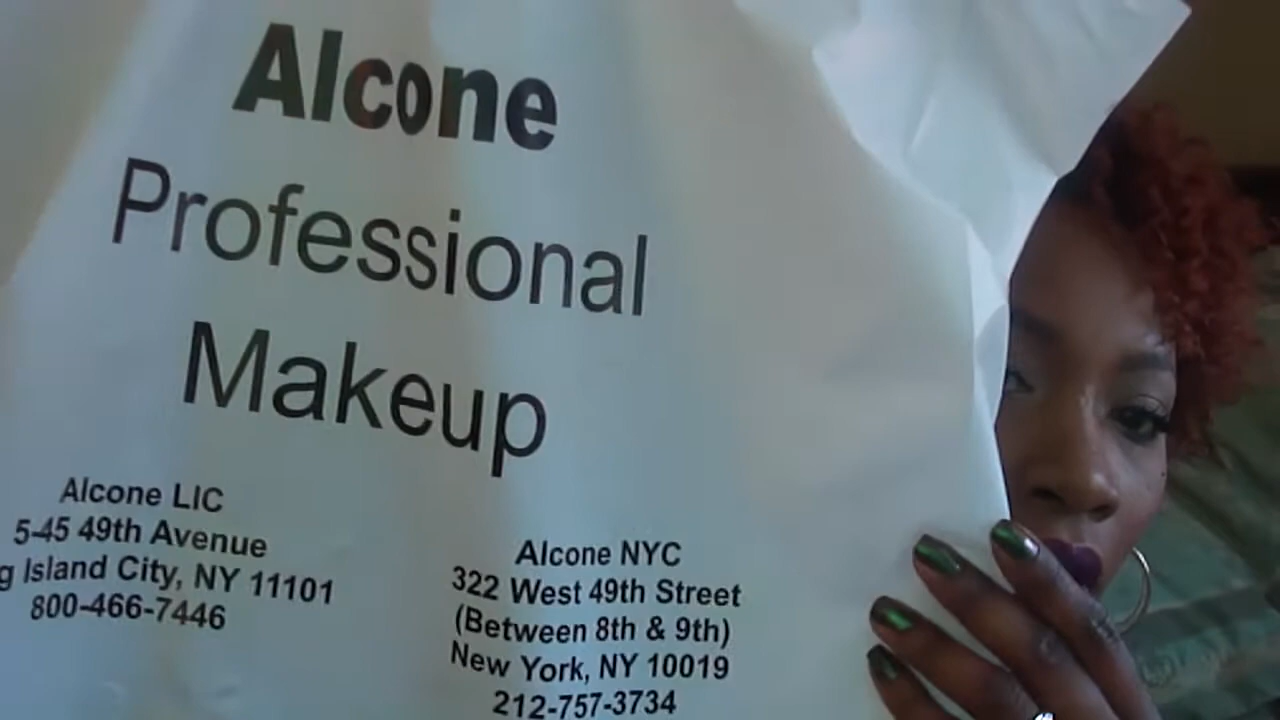 Alcone
Professional
Makeup
Alcone LIC
5-45 49th Avenue
g Island City, NY 11101
800-466-7446
Alcone NYC
322 West 49th Street
(Between 8th & 9th)
New York, NY 10019
212-757-3734